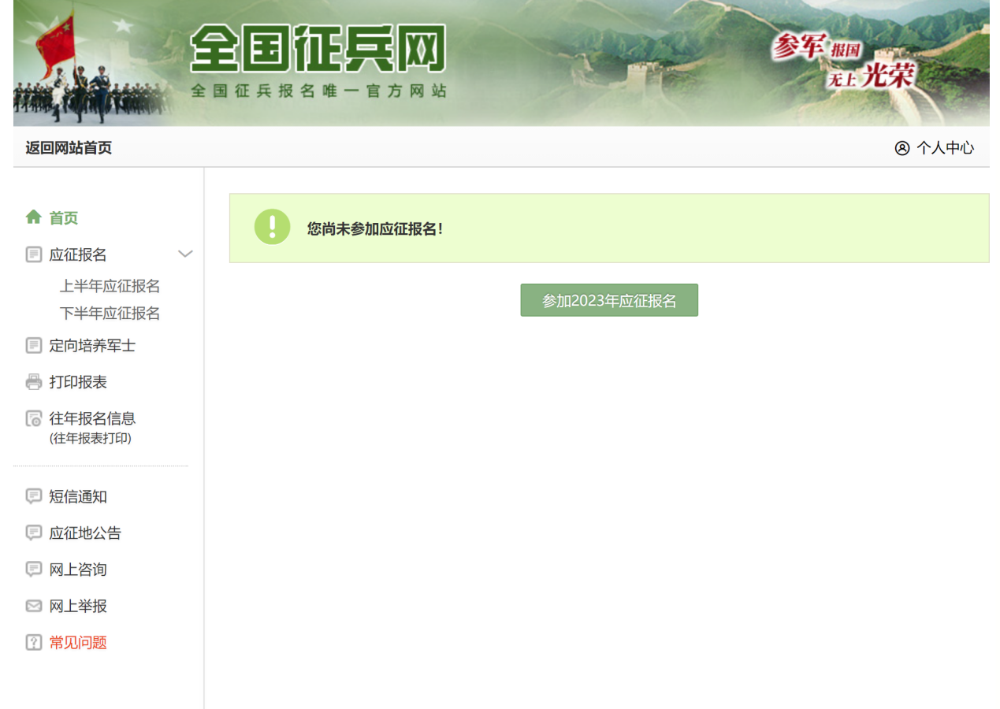 全国征兵网
全国征兵报名唯一官方网站
参军 报国
无上 光荣
返回网站首页
个人中心
首页
应征报名
上半年应征报名
下半年应征报名
定向培养军士
打印报表
往年报名信息
(往年报表打印)
短信通知
应征地公告
网上咨询
网上举报
常见问题
您尚未参加应征报名！
参加2023年应征报名